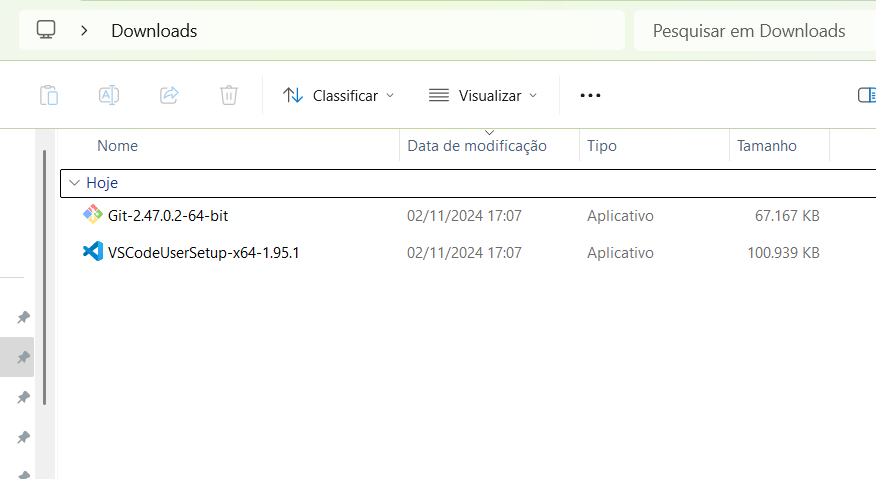 Downloads
Pesquisar em Downloads
Classificar
Visualizar
Nome
Data de modificação
Tipo
Tamanho
Hoje
Git-2.47.0.2-64-bit
02/11/2024 17:07
Aplicativo
67.167 KB
VSCodeUserSetup-x64-1.95.1
02/11/2024 17:07
Aplicativo
100.939 KB